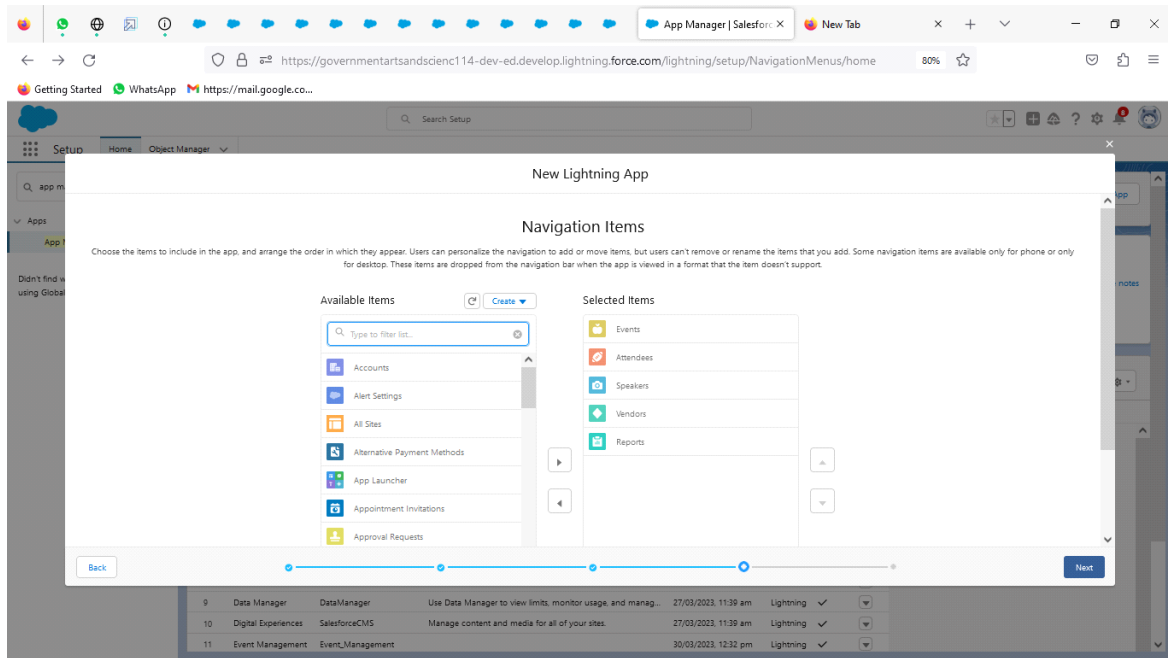 App Manager | Salesforc
New Tab
https://governmentartsandscienc114-dev-ed.develop.lightning.force.com/lightning/setup/NavigationMenus/home
80%
Getting Started
WhatsApp
https://mail.google.co...
Search Setup
Setup
Home
Object Manager
New Lightning App
app m
App
Apps
App
Didn't find w
using Global
notes
Navigation Items
Choose the items to include in the app, and arrange the order in which they appear. Users can personalize the navigation to add or move items, but users can't remove or rename the items that you add. Some navigation items are available only for phone or only
for desktop. These items are dropped from the navigation bar when the app is viewed in a format that the item doesn't support.
Available Items
Create
Selected Items
Type to filter list...
Accounts
Alert Settings
All Sites
Alternative Payment Methods
App Launcher
Appointment Invitations
Approval Requests
Events
Attendees
Speakers
Vendors
Reports
Back
Next
9 Data Manager DataManager Use Data Manager to view limits, monitor usage, and manag... 27/03/2023, 11:39 am Lightning
10 Digital Experiences SalesforceCMS Manage content and media for all of your sites. 27/03/2023, 11:39 am Lightning
11 Event Management Event_Management 30/03/2023, 12:32 pm Lightning